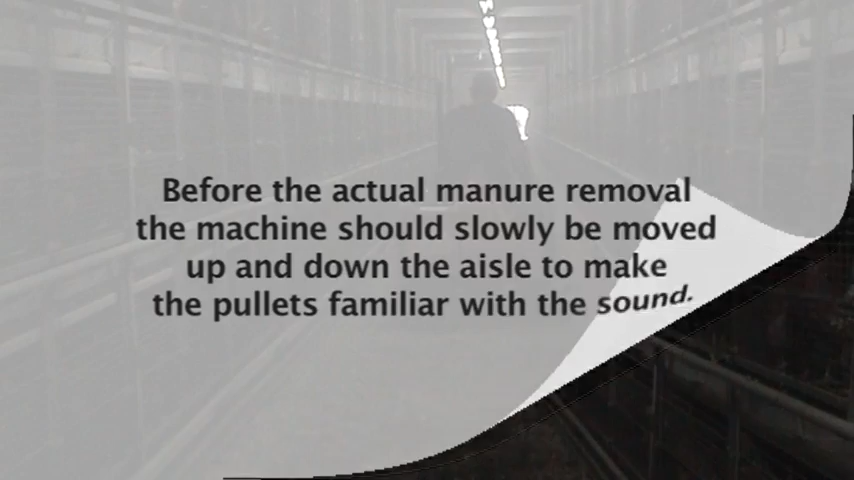 Before the actual manure removal
the machine should slowly be moved
up and down the aisle to make
the pullets familiar with the sound.